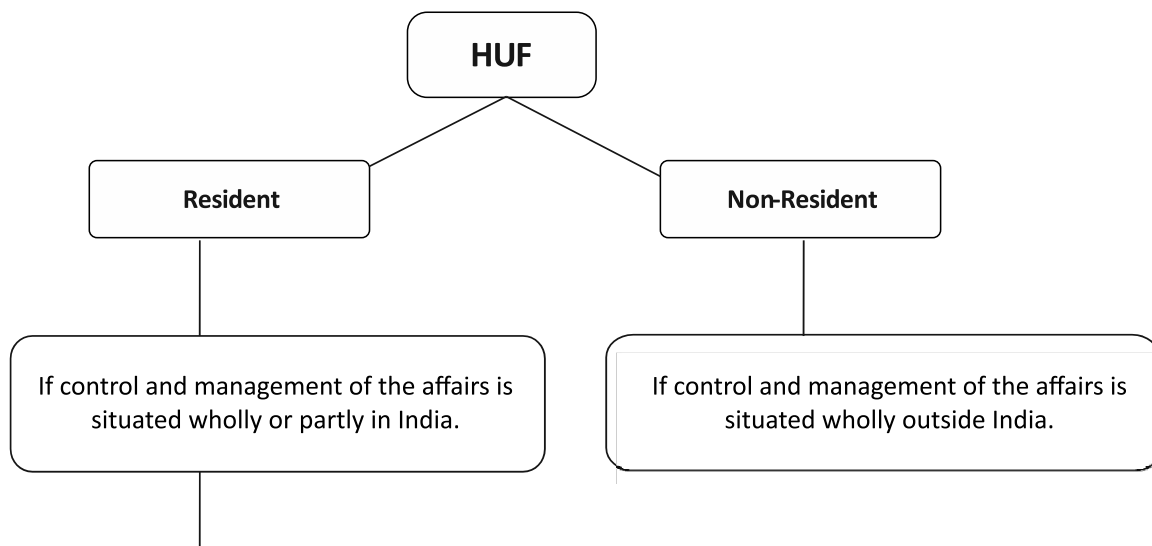 HUF
Resident
Non-Resident
If control and management of the affairs is
situated wholly or partly in India.
If control and management of the affairs is
situated wholly outside India.